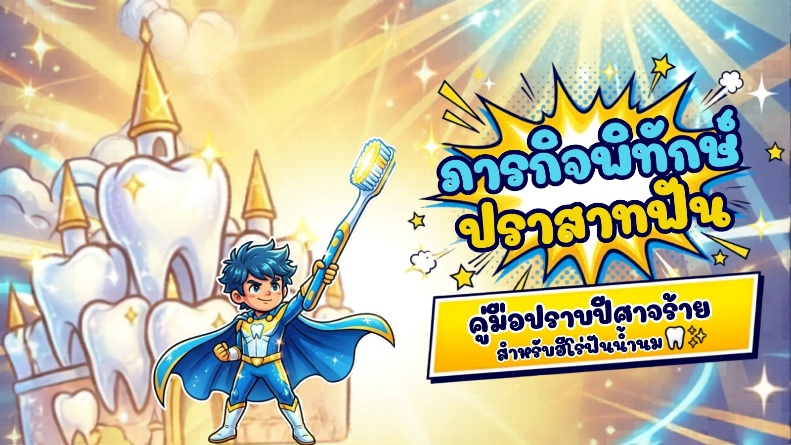 ภารกิจพิทักษ์
ปราสาทฟัน
คู่มือปราบปีศาจร้าย
สำหรับฮีโร่ฟันน้ำนม🦷✨